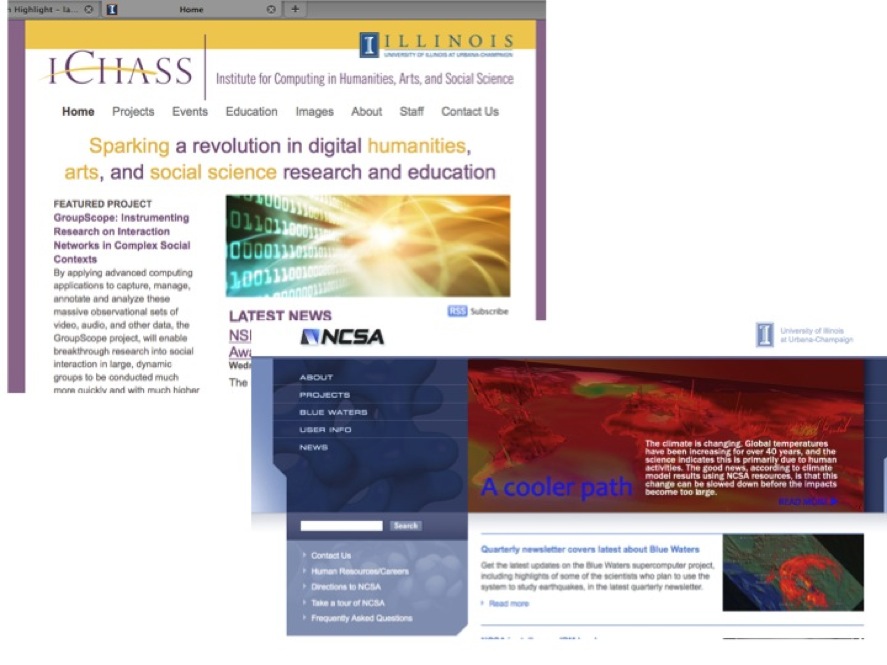 n Highlight – la...
Home
+
ILLINOIS
UNIVERSITY OF ILLINOIS AT URBANA-CHAMPAIGN
ICHASS
Institute for Computing in Humanities, Arts, and Social Science
Home Projects Events Education Images About Staff Contact Us
Sparking a revolution in digital humanities,
arts, and social science research and education
FEATURED PROJECT
GroupScope: Instrumenting
Research on Interaction
Networks in Complex Social
Contexts
By applying advanced computing
applications to capture, manage,
annotate and analyze these
massive observational sets of
video, audio, and other data, the
GroupScope project, will enable
breakthrough research into social
interaction in large, dynamic
groups to be conducted much
more quickly and with much higher
RSS Subscribe
LATEST NEWS
NSI
Awa
Wedn
The
NCSA
University of Illinois
at Urbana-Champaign
ABOUT
PROJECTS
BLUE WATERS
USER INFO
NEWS
A cooler path
The climate is changing. Global temperatures
have been increasing for over 40 years, and the
science indicates this is primarily due to human
activities. The good news, according to climate
model results using NCSA resources, is that this
change can be slowed down before the impacts
become too large.
READ MORE
Search
Contact Us
Human Resources/Careers
Directions to NCSA
Take a tour of NCSA
Frequently Asked Questions
Quarterly newsletter covers latest about Blue Waters
Get the latest updates on the Blue Waters supercomputer project,
including highlights of some of the scientists who plan to use the
system to study earthquakes, in the latest quarterly newsletter.
Read more